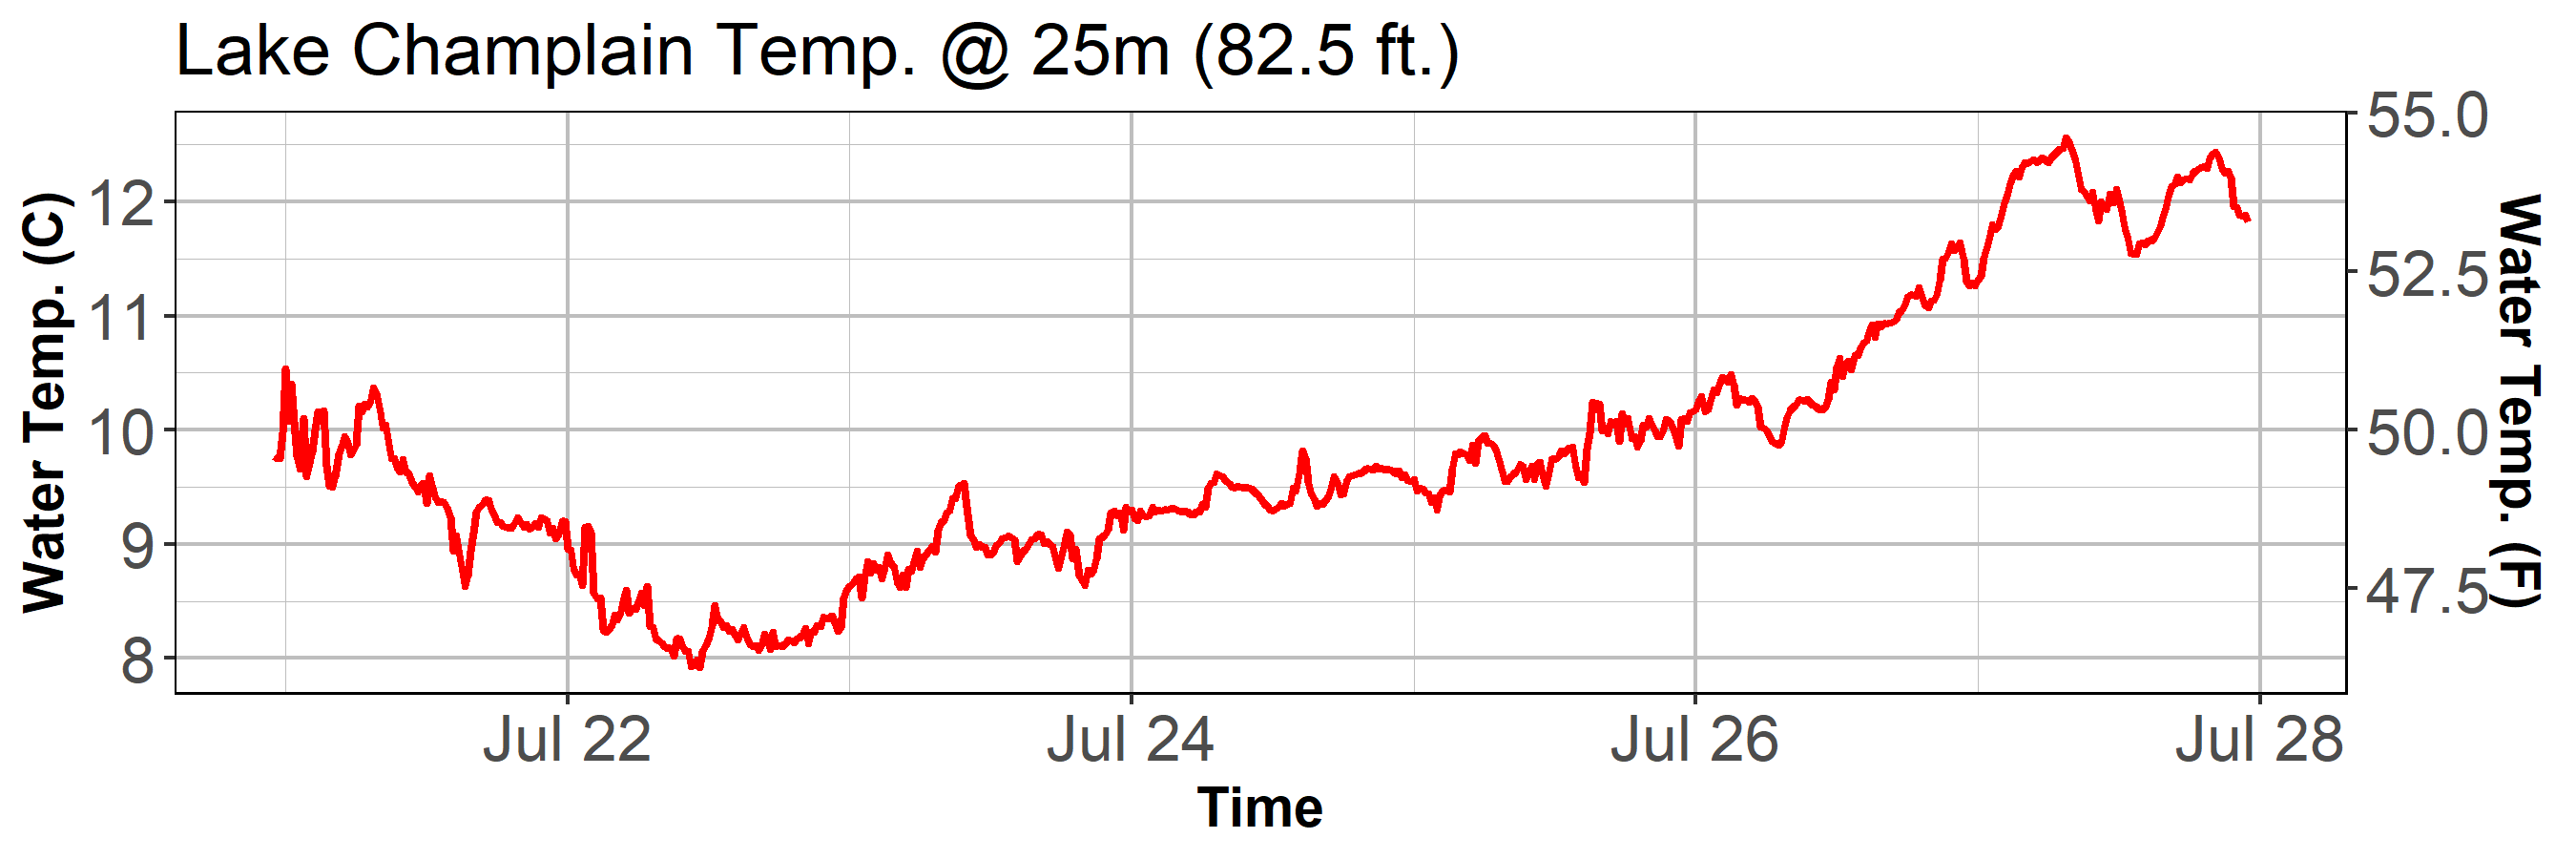 Lake Champlain Temp. @ 25m (82.5 ft.)
Water Temp. (C)
12
11
10
9
8
55.0
52.5
50.0
47.5
Water Temp. (F)
Jul 22 Jul 24 Jul 26 Jul 28
Time